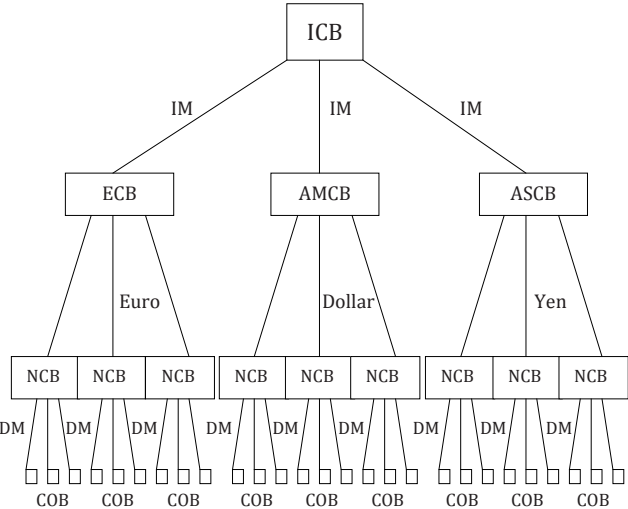 ICB
IM IM IM
ECB AMCB ASCB
Euro Dollar Yen
NCB NCB NCB NCB NCB NCB NCB NCB NCB
DM DM DM DM DM DM DM DM DM
COB COB COB COB COB COB COB COB COB